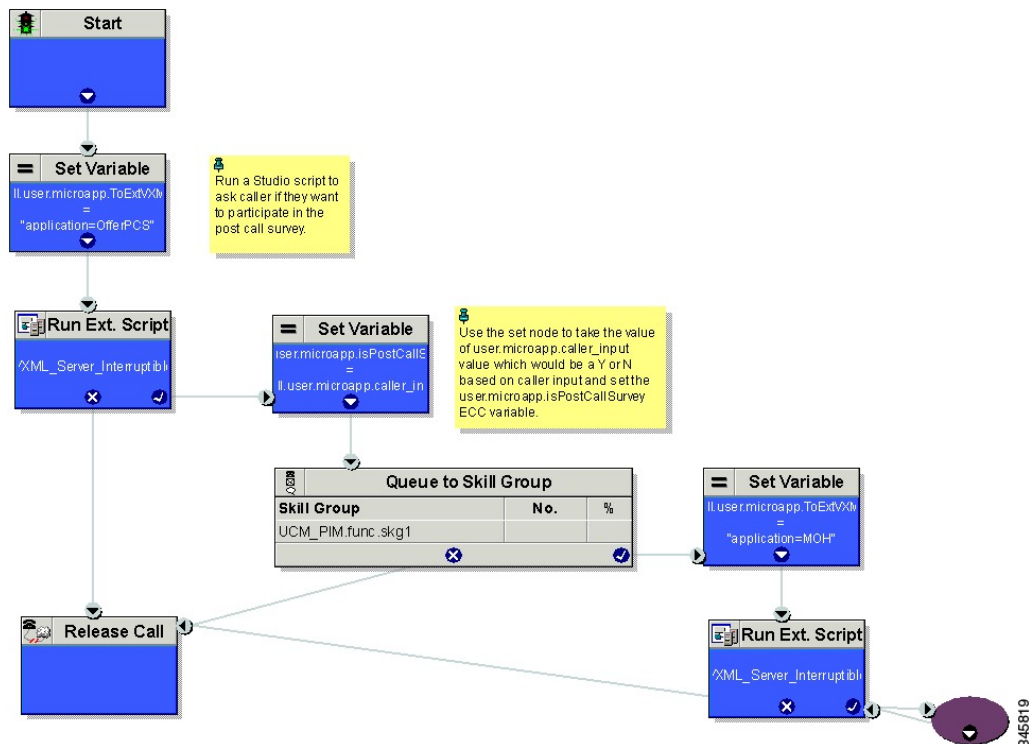 Start
Set Variable
ll.user.microapp.ToExtVXM
=
"application=OfferPCS"
Run a Studio script to
ask caller if they want
to participate in the
post call survey.
Run Ext. Script
VXML_Server_Interruptible
Set Variable
user.microapp.isPostCallS
=
ll.user.microapp.caller_in
Use the set node to take the value
of user.microapp.caller_input
value which would be a Y or N
based on caller input and set the
user.microapp.isPostCallSurvey
ECC variable.
Queue to Skill Group
Skill Group No. %
UCM_PIM.func.skg1
Set Variable
ll.user.microapp.ToExtVXM
=
"application=MOH"
Release Call
Run Ext. Script
VXML_Server_Interruptible
345819